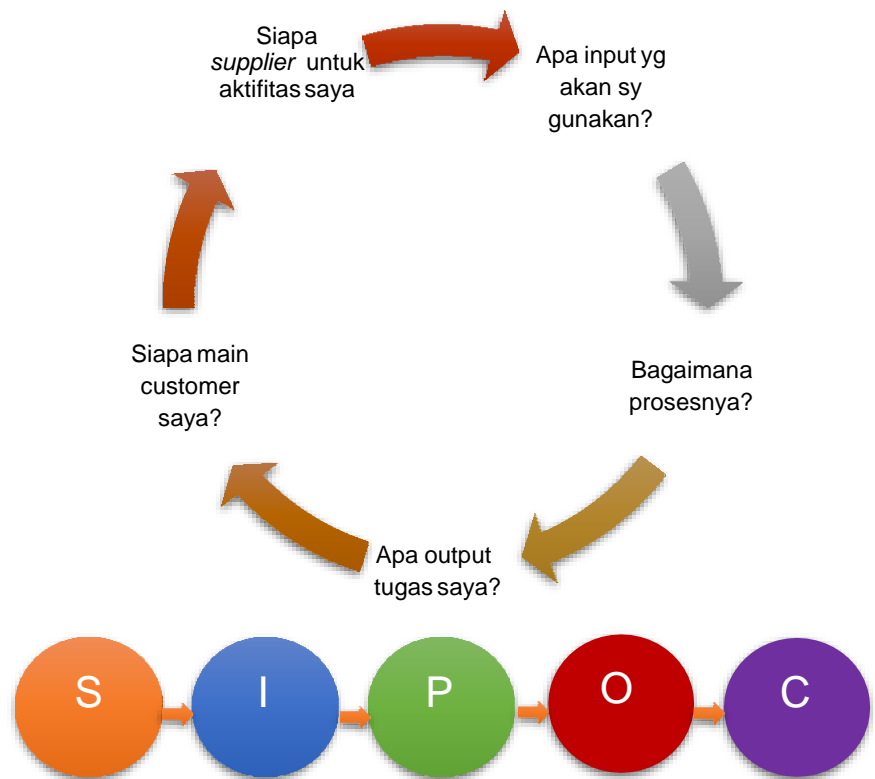 Siapa
supplier untuk
aktifitas saya
Apa input yg
akan sy
gunakan?
Bagaimana
prosesnya?
Apa output
tugas saya?
Siapa main
customer
saya?
S
I
P
O
C